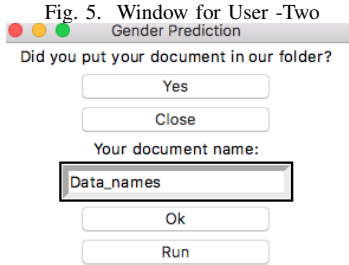 Fig. 5. Window for User -Two
Gender Prediction
Did you put your document in our folder?
Yes
Close
Your document name:
Data_names
Ok
Run